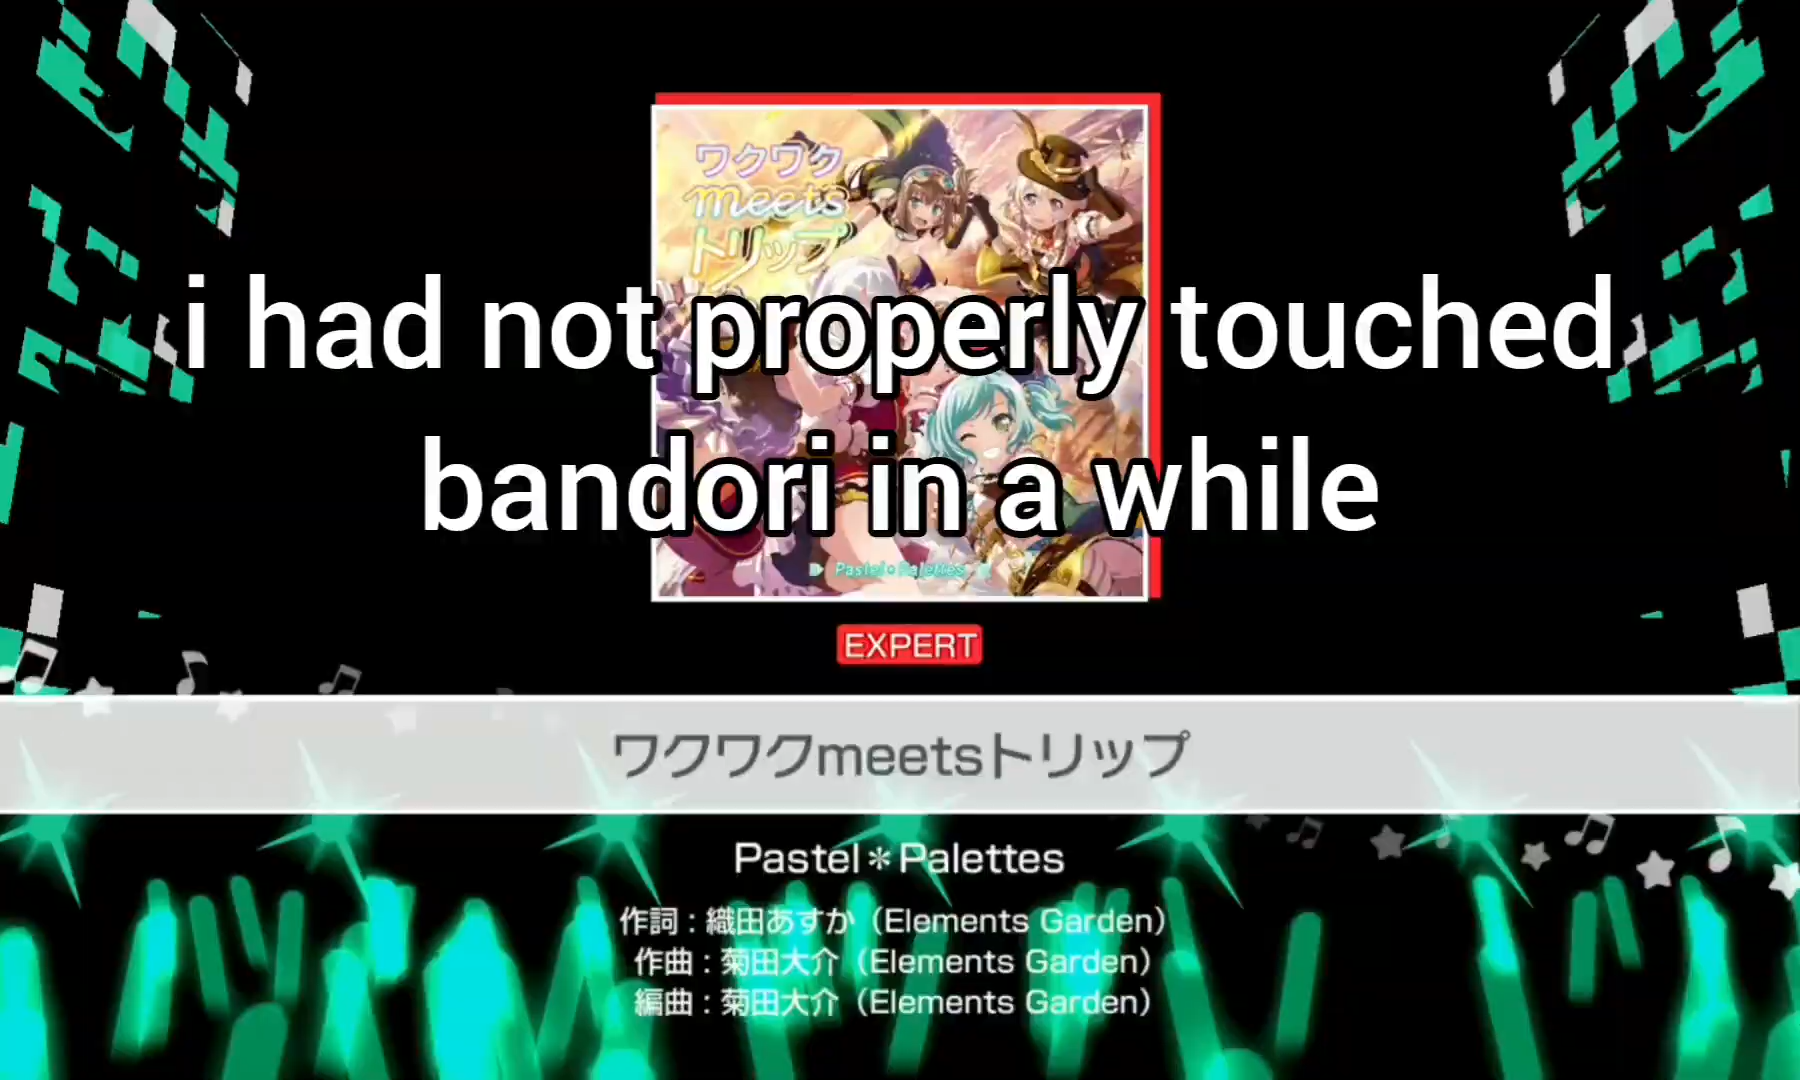 ワクワク
meets
トリップ
i had not properly touched
bandori in a while
Pastel*Palettes
EXPERT
ワクワクmeetsトリップ
Pastel*Palettes
作詞：織田あすか（Elements Garden）
作曲：菊田大介（Elements Garden）
編曲：菊田大介（Elements Garden）